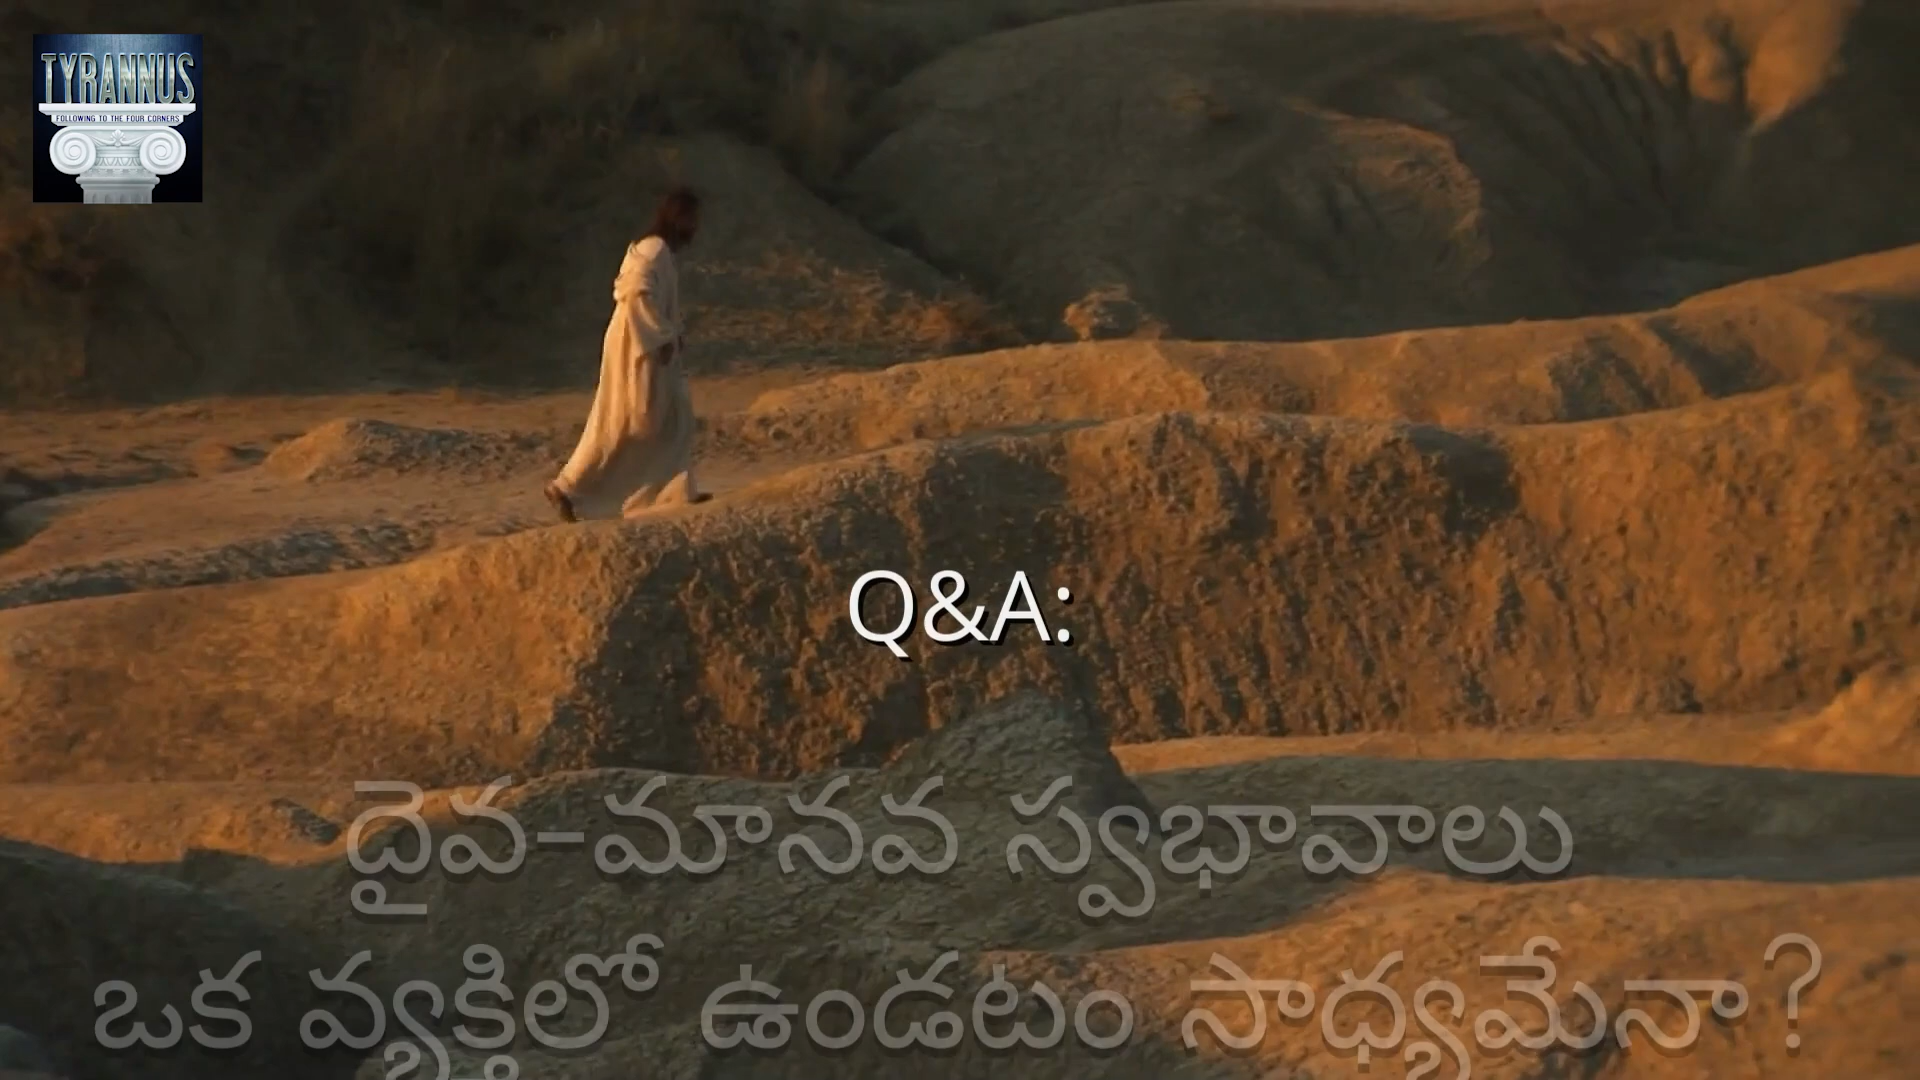 TYRANNUS
FOLLOWING TO THE FOUR CORNERS
Q&A:
దైవ-మానవ స్వభావాలు
ఒక వ్యక్తిలో ఉండటం సాధ్యమేనా?